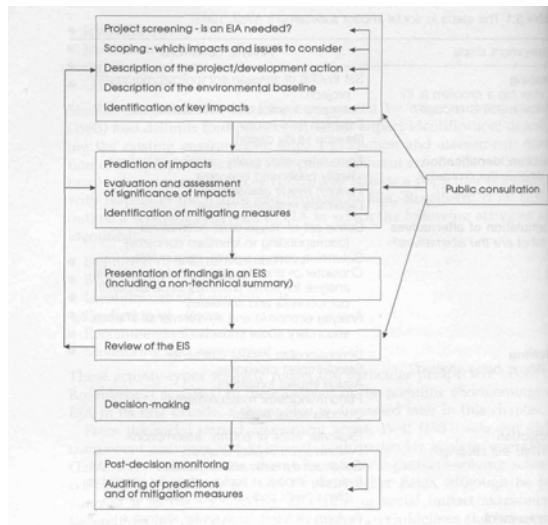 Project screening - is an EIA needed?
Scoping - which impacts and issues to consider
Description of the project/development action
Description of the environmental baseline
Identification of key impacts
Prediction of impacts
Evaluation and assessment
of significance of impacts
Identification of mitigating measures
Public consultation
Presentation of findings in an EIS
(including a non-technical summary)
Review of the EIS
Decision-making
Post-decision monitoring
Auditing of predictions
and of mitigation measures